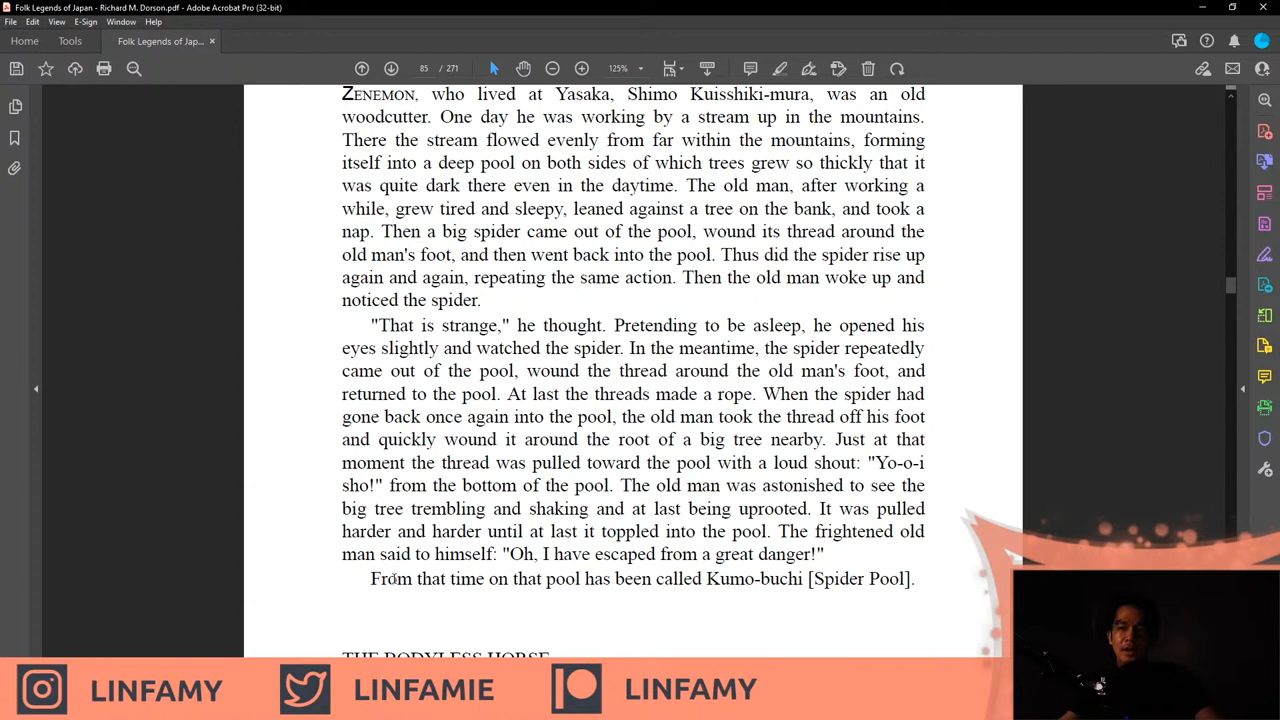 Folk Legends of Japan - Richard M. Dorson.pdf - Adobe Acrobat Pro (32-bit)
File Edit View E-Sign Window Help
Home Tools Folk Legends of Jap... ×
85 / 271 125%
ZENEMON, who lived at Yasaka, Shimo Kuisshiki-mura, was an old
woodcutter. One day he was working by a stream up in the mountains.
There the stream flowed evenly from far within the mountains, forming
itself into a deep pool on both sides of which trees grew so thickly that it
was quite dark there even in the daytime. The old man, after working a
while, grew tired and sleepy, leaned against a tree on the bank, and took a
nap. Then a big spider came out of the pool, wound its thread around the
old man's foot, and then went back into the pool. Thus did the spider rise up
again and again, repeating the same action. Then the old man woke up and
noticed the spider.
"That is strange," he thought. Pretending to be asleep, he opened his
eyes slightly and watched the spider. In the meantime, the spider repeatedly
came out of the pool, wound the thread around the old man's foot, and
returned to the pool. At last the threads made a rope. When the spider had
gone back once again into the pool, the old man took the thread off his foot
and quickly wound it around the root of a big tree nearby. Just at that
moment the thread was pulled toward the pool with a loud shout: "Yo-o-i
sho!" from the bottom of the pool. The old man was astonished to see the
big tree trembling and shaking and at last being uprooted. It was pulled
harder and harder until at last it toppled into the pool. The frightened old
man said to himself: "Oh, I have escaped from a great danger!"
From that time on that pool has been called Kumo-buchi [Spider Pool].
THE BODYLESS HORSE
LINFAMY LINFAMIE LINFAMY